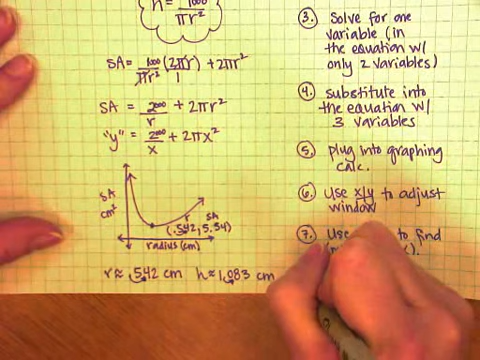 h = 1000
πr²
SA = 1000 (2πr) + 2πr²
πr² 1
SA = 2000 + 2πr²
r
"y" = 2000 + 2πx²
x
SA
cm²
r SA
(.542, 5.54)
radius (cm)
r ≈ .542 cm h ≈ 1.083 cm
3. Solve for one
variable (in
the equation w/
only 2 variables)
4. substitute into
the equation w/
3 variables
5. plug into graphing
calc.
6. Use x/y to adjust
window
7. Use to find